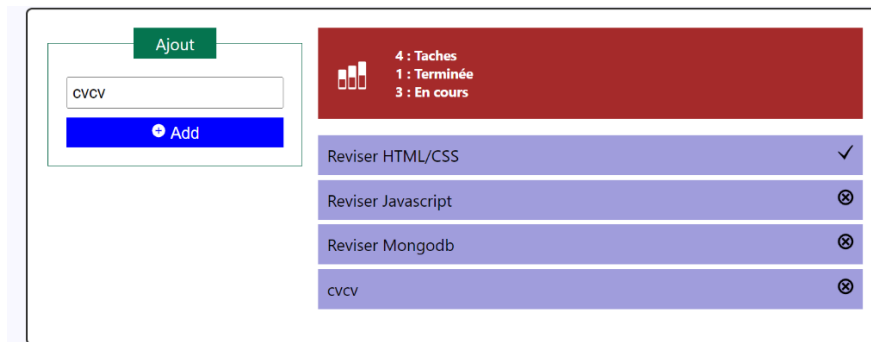 Ajout
cvcv
Add
4 : Taches
1 : Terminée
3 : En cours
Reviser HTML/CSS
Reviser Javascript
Reviser Mongodb
cvcv